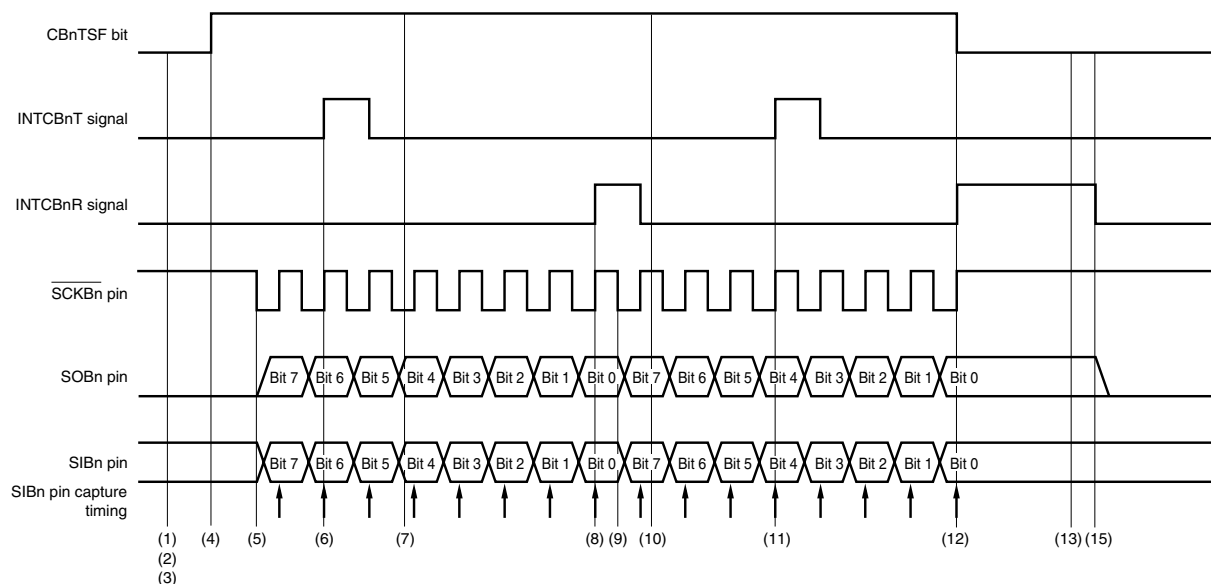 CBnTSF bit
INTCBnT signal
INTCBnR signal
SCKBn pin
SOBn pin
Bit 7 Bit 6 Bit 5 Bit 4 Bit 3 Bit 2 Bit 1 Bit 0 Bit 7 Bit 6 Bit 5 Bit 4 Bit 3 Bit 2 Bit 1 Bit 0
SIBn pin
Bit 7 Bit 6 Bit 5 Bit 4 Bit 3 Bit 2 Bit 1 Bit 0 Bit 7 Bit 6 Bit 5 Bit 4 Bit 3 Bit 2 Bit 1 Bit 0
SIBn pin capture
timing
(1) (4) (5) (6) (7) (8) (9) (10) (11) (12) (13) (15)
(2)
(3)